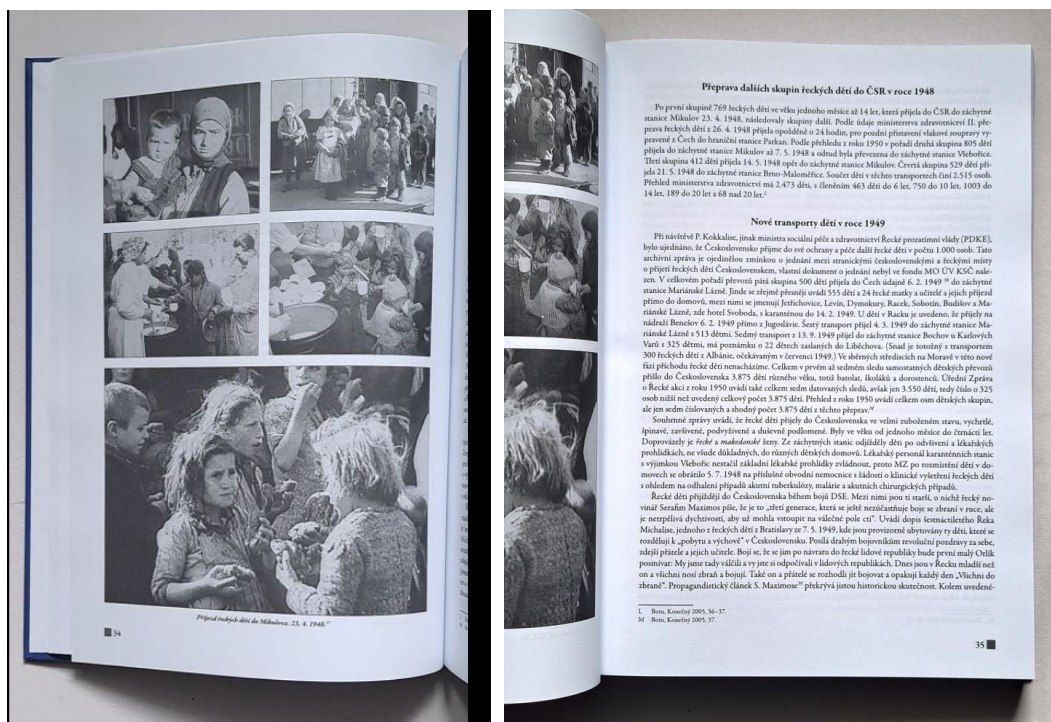 Příjezd řeckých dětí do Mikulova. 23. 4. 1948.
34
Přeprava dalších skupin řeckých dětí do ČSR v roce 1948
Po první skupině 769 řeckých dětí ve věku jednoho měsíce až 14 let, která přijela do ČSR do záchytné
stanice Mikulov 23. 4. 1948, následovaly skupiny další. Podle údaje ministerstva zdravotnictví II. pře-
prava řeckých dětí z 26. 4. 1948 přijela opožděně o 24 hodin, pro pozdní přistavení vlakové soupravy vy-
pravené z Čech do hraniční stanice Parkan. Podle přehledu z roku 1950 v pořadí druhá skupina 805 dětí
přijela do záchytné stanice Mikulov až 7. 5. 1948 a odtud byla převezena do záchytné stanice Všebořice.
Třetí skupina 412 dětí přijela 14. 5. 1948 opět do záchytné stanice Mikulov. Čtvrtá skupina 529 dětí při-
jela 21. 5. 1948 do záchytné stanice Brno-Maloměřice. Součet dětí v těchto transportech činí 2.515 osob.
Přehled ministerstva zdravotnictví má 2.473 dětí, s členěním 463 dětí do 6 let, 750 do 10 let, 1003 do
14 let, 189 do 20 let a 68 nad 20 let.
Nové transporty dětí v roce 1949
Při návštěvě P. Kokkalise, jinak ministra sociální péče a zdravotnictví Řecké prozatímní vlády (PDKE),
bylo ujednáno, že Československo přijme do své ochrany a péče další řecké děti v počtu 1.000 osob. Tato
archivní zpráva je ojedinělou zmínkou o jednání mezi stranickými československými a řeckými místy
o přijetí řeckých dětí Československem, vlastní dokument o jednání nebyl ve fondu MO ÚV KSČ nale-
zen. V celkovém pořadí převozů pátá skupina 500 dětí přijela do Čech údajně 6. 2. 1949 do záchytné
stanice Mariánské Lázně. Jinde se zřejmě přesněji uvádí 555 dětí a 24 řecké matky a učitelé a jejich příjezd
přímo do domovů, mezi nimi se jmenují Jetřichovice, Levín, Dymokury, Racek, Sobotín, Budišov a Ma-
riánské Lázně, zde hotel Svoboda, s karanténou do 14. 2. 1949. U dětí v Racku je uvedeno, že přijely na
nádraží Benešov 6. 2. 1949 přímo z Jugoslávie. Šestý transport přijel 4. 3. 1949 do záchytné stanice Ma-
riánské Lázně s 513 dětmi. Sedmý transport z 13. 9. 1949 přijel do záchytné stanice Bochov u Karlových
Varů s 325 dětmi, má poznámku o 22 dětech zaslaných do Liběchova. (Snad je totožný s transportem
300 řeckých dětí z Albánie, očekávaným v červenci 1949.) Ve sběrných střediscích na Moravě v této nové
fázi příchodu řecké děti nenacházíme. Celkem v prvém až sedmém sledu samostatných dětských převozů
přišlo do Československa 3.875 dětí různého věku, totiž batolat, školáků a dorostenců. Úřední Zpráva
o Řecké akci z roku 1950 uvádí také celkem sedm datovaných sledů, avšak jen 3.550 dětí, tedy číslo o 325
osob nižší než uvedený celkový počet 3.875 dětí. Přehled z roku 1950 uvádí celkem osm dětských skupin,
ale jen sedm číslovaných a shodný počet 3.875 dětí z těchto přeprav.M
Souhrnné zprávy uvádí, že řecké děti přijely do Československa ve velmi zuboženém stavu, vychrtlé,
špinavé, zavšivené, podvyživené a duševně podlomené. Byly ve věku od jednoho měsíce do čtrnácti let.
Doprovázely je řecké a makedonské ženy. Ze záchytných stanic odjížděly děti po odvšivení a lékařských
prohlídkách, ne všude důkladných, do různých dětských domovů. Lékařský personál karanténních stanic
s výjimkou Všebořic nestačil základní lékařské prohlídky zvládnout, proto MZ po rozmístění dětí v do-
movech se obrátilo 5. 7. 1948 na příslušné obvodní nemocnice s žádostí o klinické vyšetření řeckých dětí
s ohledem na odhalení případů akutní tuberkulózy, malárie a akutních chirurgických případů.
Řecké děti přijíždějí do Československa během bojů DSE. Mezi nimi jsou ti starší, o nichž řecký no-
vinář Serafim Maximos píše, že je to „třetí generace, která se ještě nezúčastňuje boje se zbraní v ruce, ale
je netrpělivá dychtivostí, aby už mohla vstoupit na válečné pole cti“. Uvádí dopis šestnáctiletého Řeka
Michalise, jednoho z řeckých dětí z Bratislavy ze 7. 5. 1949, kde jsou provizorně ubytovány ty děti, které se
rozdělují k „pobytu a výchově“ v Československu. Posílá drahým bojovníkům revoluční pozdravy za sebe,
zdejší přátele a jejich učitele. Bojí se, že se jim po návratu do řecké lidové republiky bude první malý Orlík
posmívat: My jsme tady válčili a vy jste si odpočívali v lidových republikách. Dnes jsou v Řecku mladší než
on a všichni nosí zbraň a bojují. Také on a přátelé se rozhodli jít bojovat a opakují každý den „Všichni do
zbraně“. Propagandistický článek S. Maximose překrývá jistou historickou skutečnost. Kolem uvedené-
L Botu, Konečný 2005, 36–37.
M Botu, Konečný 2005, 37.
35